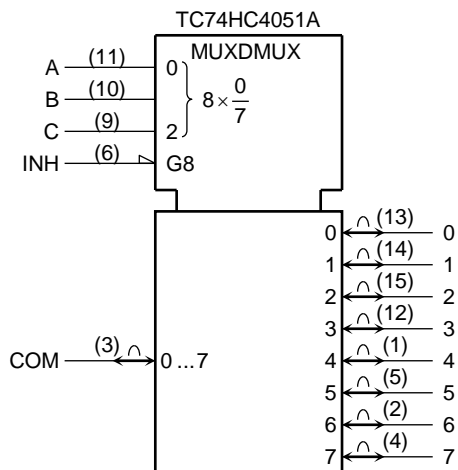 TC74HC4051A
MUXDMUX
A (11) 0
B (10) 8 × 0/7
C (9) 2
INH (6) G8
0 (13) 0
1 (14) 1
2 (15) 2
3 (12) 3
COM (3) 0 ...7 4 (1) 4
5 (5) 5
6 (2) 6
7 (4) 7